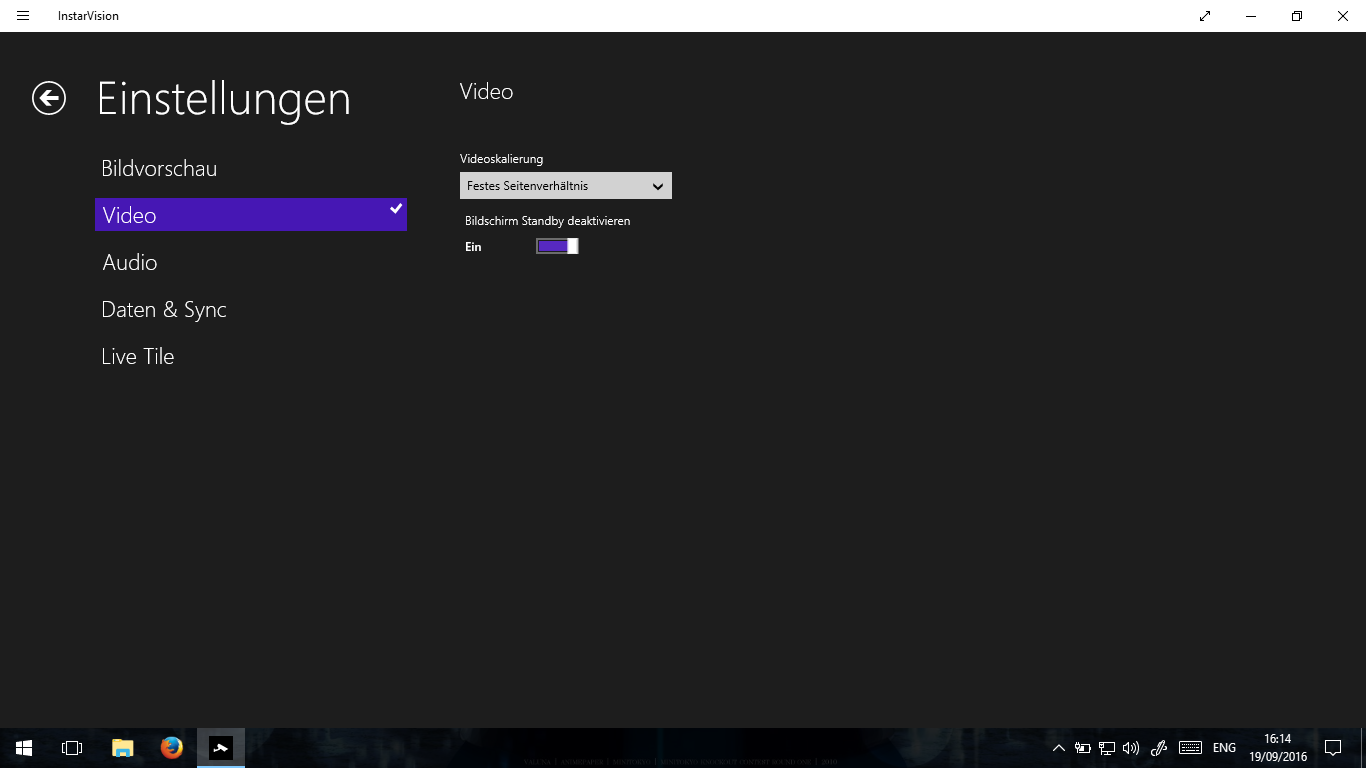 InstarVision
Einstellungen
Bildvorschau
Video
Audio
Daten & Sync
Live Tile
Video
Videoskalierung
Festes Seitenverhältnis
Bildschirm Standby deaktivieren
Ein
ENG
16:14
19/09/2016